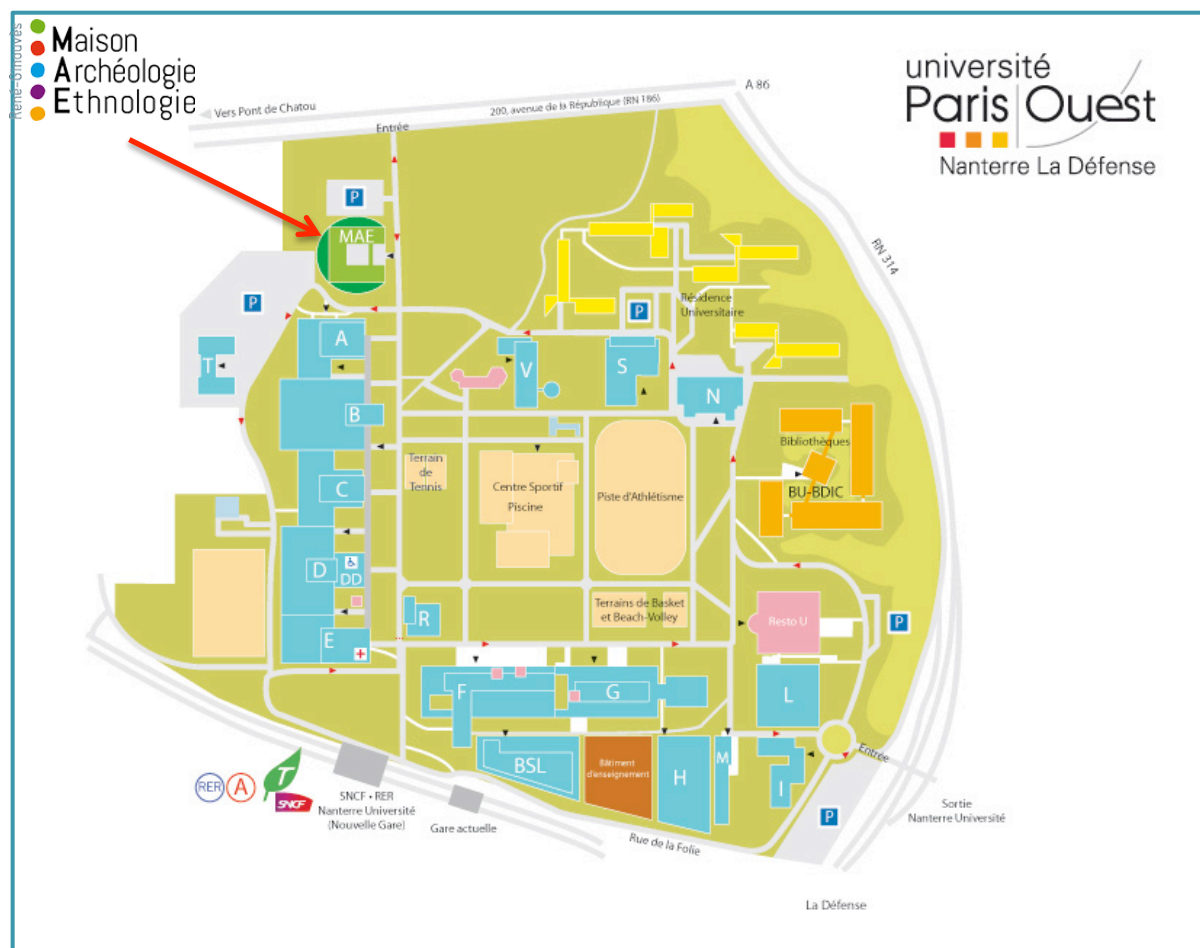 René-Ginouvès
Maison
Archéologie
Ethnologie
université
Paris Ouest
Nanterre La Défense
A 86
Vers Pont de Chatou
200, avenue de la République (RN 186)
Entrée
P
MAE
RN 314
P
P
Résidence
Universitaire
A
T
V
S
N
B
Bibliothèques
BU-BDIC
Terrain
de
Tennis
Centre Sportif
Piscine
Piste d'Athlétisme
C
D
DD
E
R
Terrains de Basket
et Beach-Volley
Resto U
P
F
G
L
BSL
Bâtiment
d'enseignement
H
M
I
Entrée
P
RER
A
T
SNCF
SNCF • RER
Nanterre Université
(Nouvelle Gare)
Gare actuelle
Rue de la Folie
Sortie
Nanterre Université
La Défense